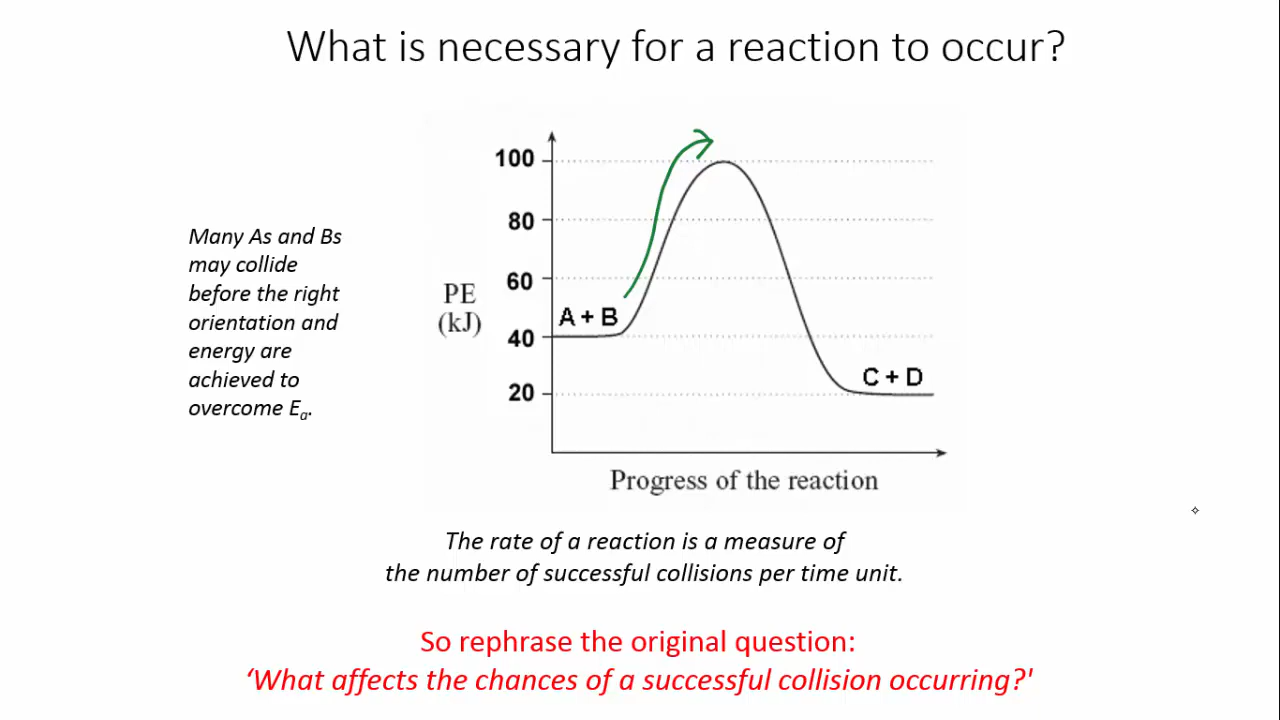 What is necessary for a reaction to occur?
Many As and Bs
may collide
before the right
orientation and
energy are
achieved to
overcome Eₐ.
PE
(kJ)
100
80
60
40
20
A + B
C + D
Progress of the reaction
The rate of a reaction is a measure of
the number of successful collisions per time unit.
So rephrase the original question:
‘What affects the chances of a successful collision occurring?'